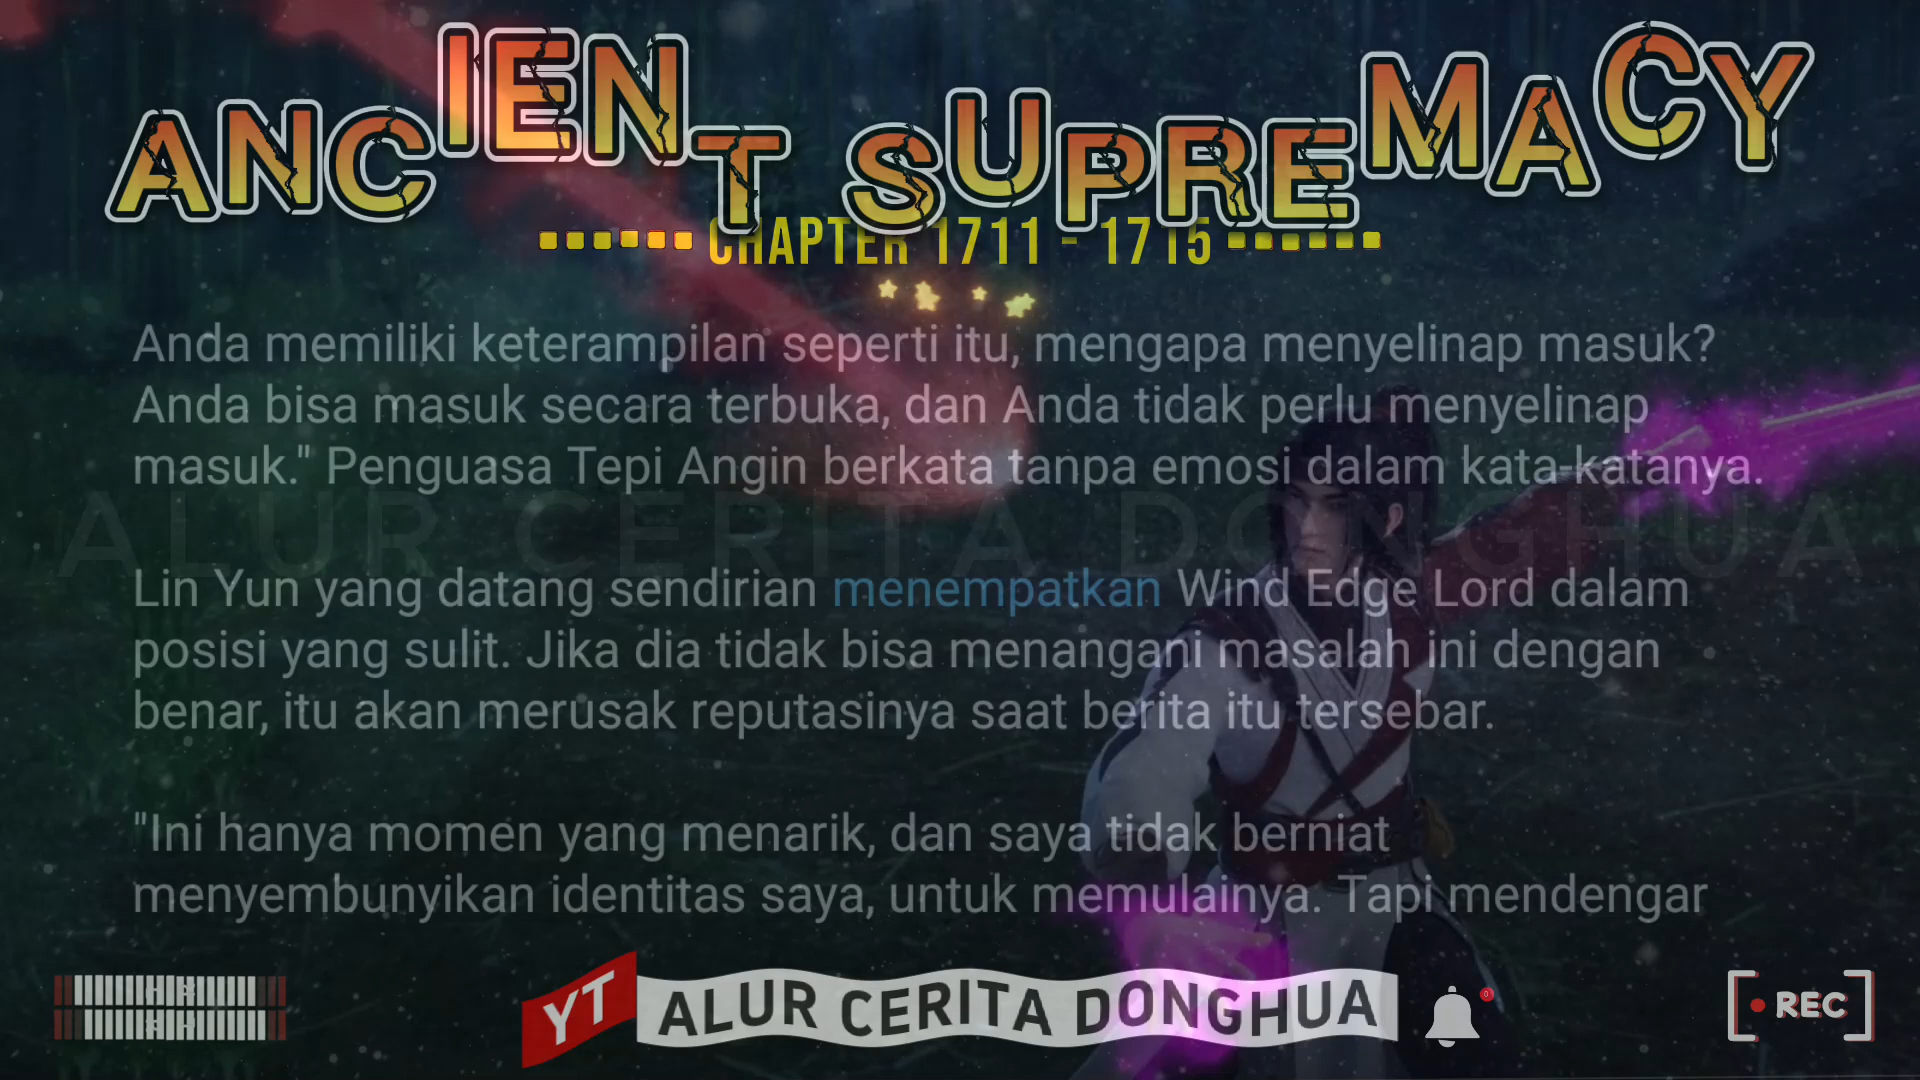 ANCIENT SUPREMACY
CHAPTER 1711 - 1715
Anda memiliki keterampilan seperti itu, mengapa menyelinap masuk?
Anda bisa masuk secara terbuka, dan Anda tidak perlu menyelinap
masuk." Penguasa Tepi Angin berkata tanpa emosi dalam kata-katanya.
ALUR CERITA DONGHUA
Lin Yun yang datang sendirian menempatkan Wind Edge Lord dalam
posisi yang sulit. Jika dia tidak bisa menangani masalah ini dengan
benar, itu akan merusak reputasinya saat berita itu tersebar.
"Ini hanya momen yang menarik, dan saya tidak berniat
menyembunyikan identitas saya, untuk memulainya. Tapi mendengar
YT ALUR CERITA DONGHUA
REC